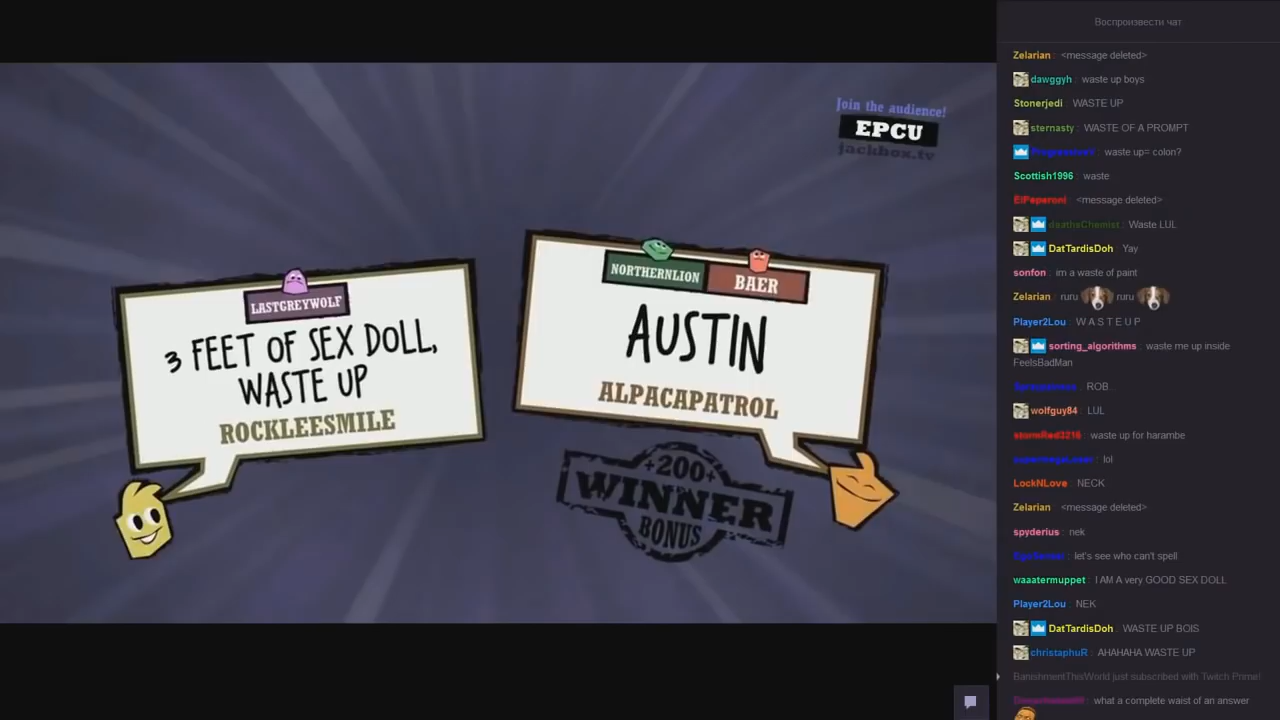 Join the audience!
EPCU
jackbox.tv
LASTGREYWOLF
3 FEET OF SEX DOLL,
WASTE UP
ROCKLEESMILE
NORTHERNLION
BAER
AUSTIN
ALPACAPATROL
+200+
WINNER
BONUS
Воспроизвести чат
Zelarian : <message deleted>
dawggyh : waste up boys
Stonerjedi : WASTE UP
sternasty : WASTE OF A PROMPT
: waste up= colon?
Scottish1996 : waste
ElPeperoni <message deleted>
deathsChemist : Waste LUL
DatTardisDoh : Yay
sonfon : im a waste of paint
Zelarian : ruru ruru
Player2Lou : W A S T E U P
sorting_algorithms : waste me up inside
FeelsBadMan
: ROB
wolfguy84 : LUL
stormRed3216 : waste up for harambe
: lol
LockNLove : NECK
Zelarian : <message deleted>
spyderius : nek
: let's see who can't spell
waaatermuppet : I AM A very GOOD SEX DOLL
Player2Lou : NEK
DatTardisDoh : WASTE UP BOIS
christaphuR : AHAHAHA WASTE UP
BanishmentThisWorld just subscribed with Twitch Prime!
: what a complete waist of an answer